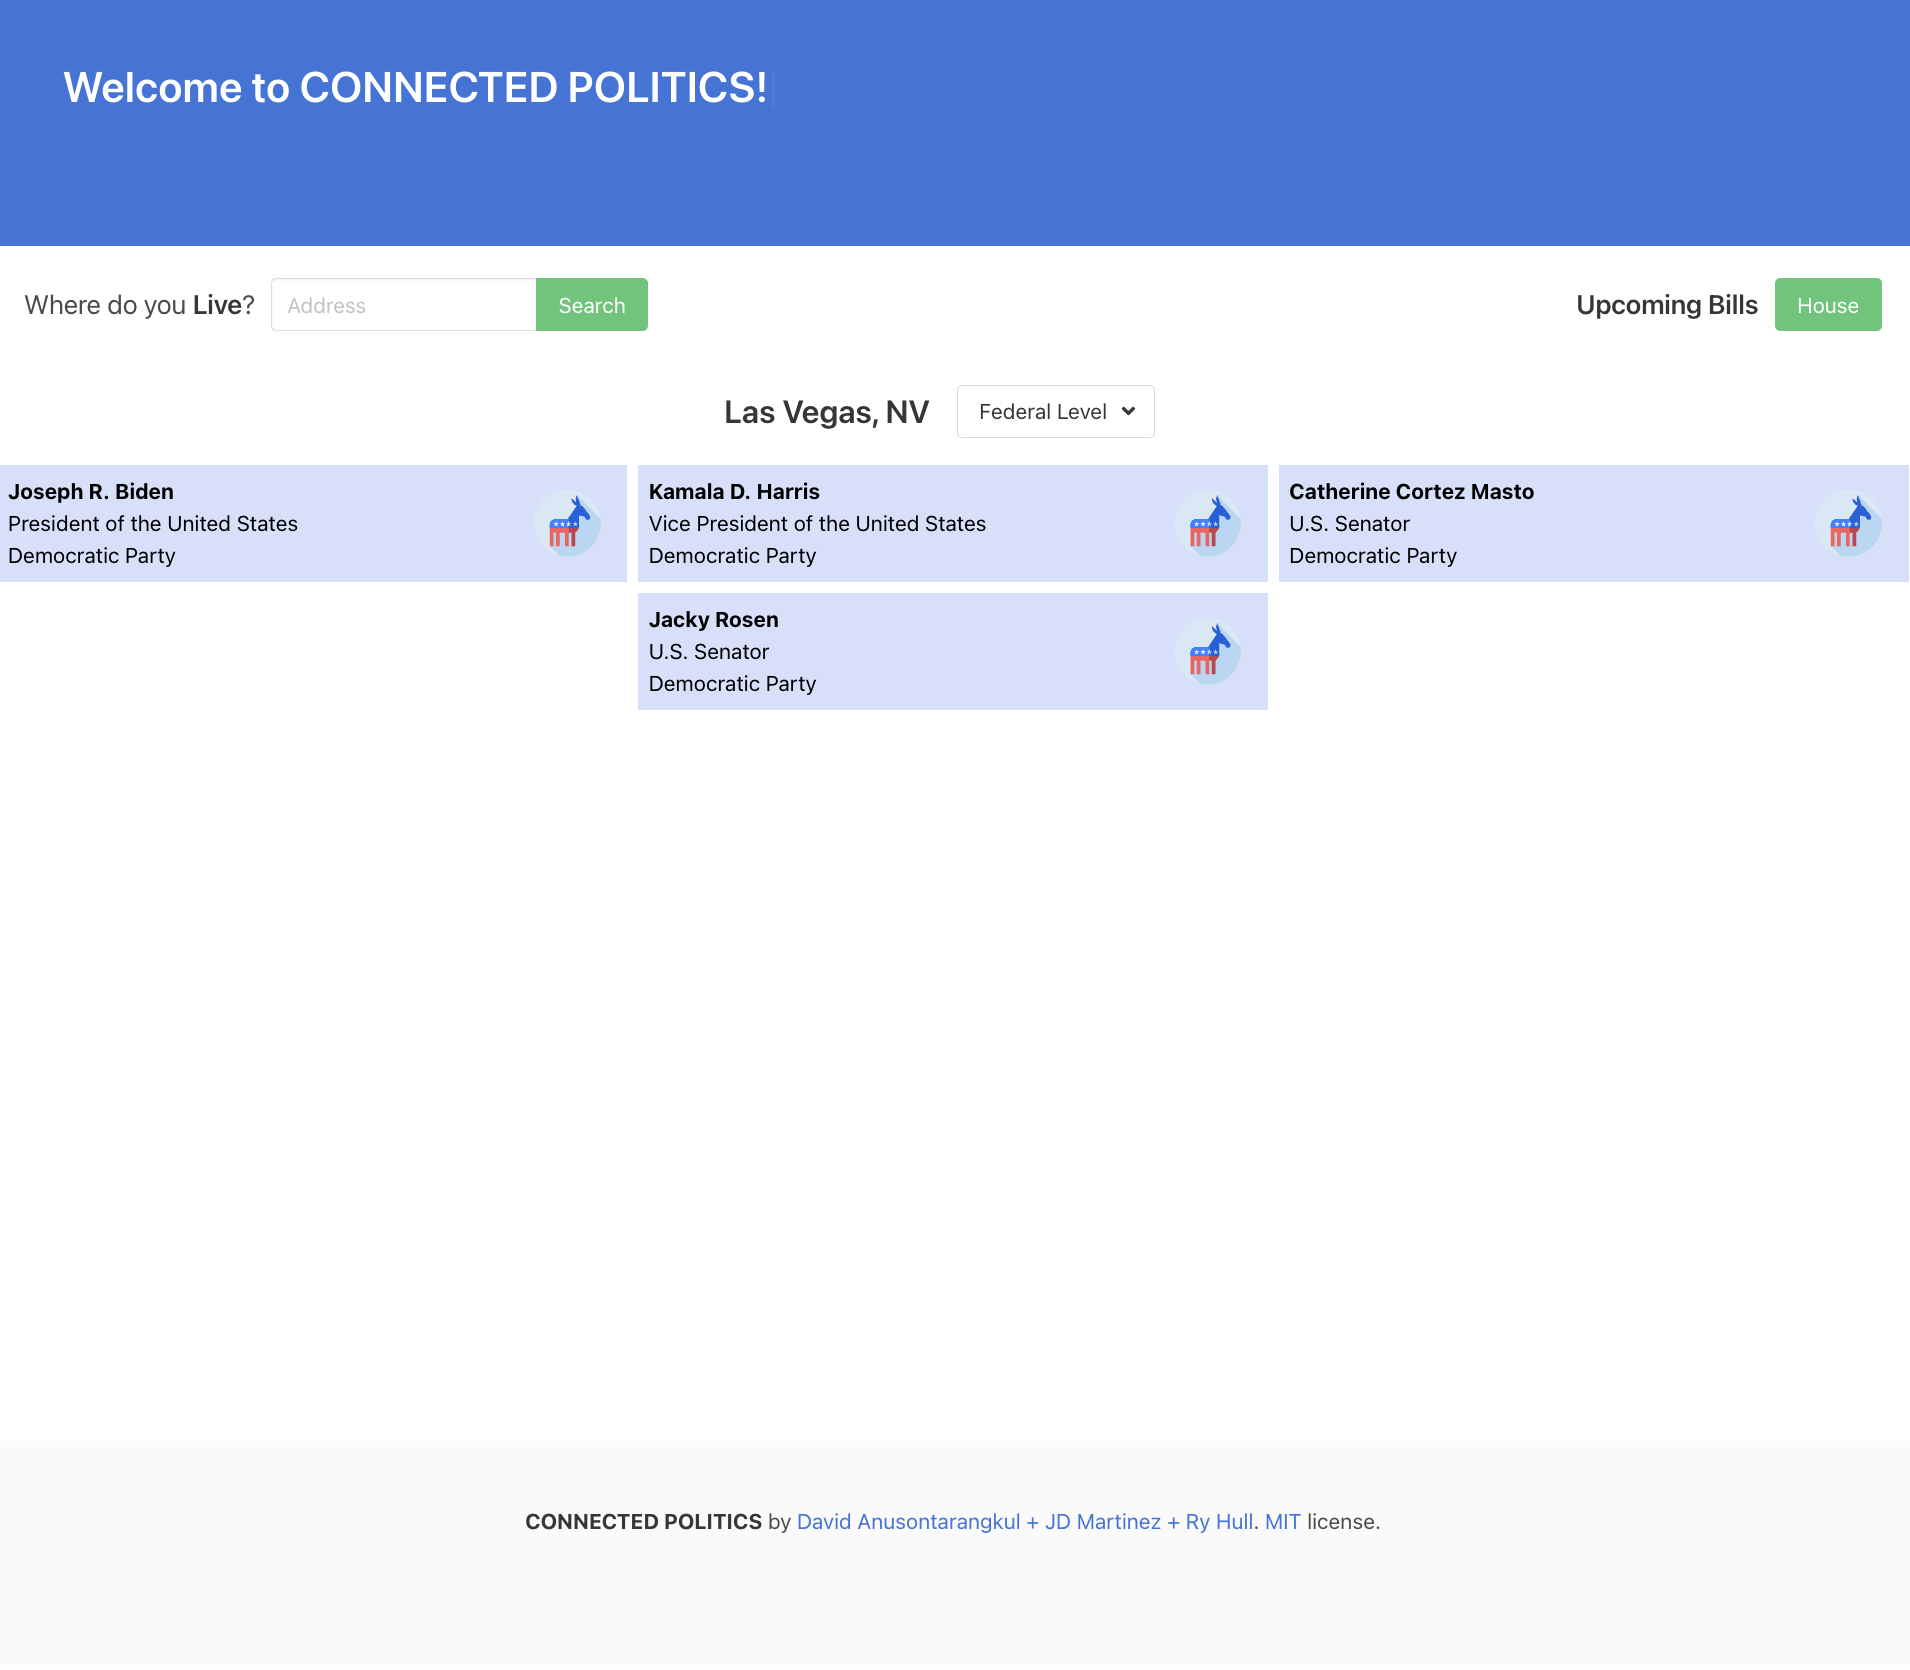 Welcome to CONNECTED POLITICS!
Where do you Live? Address Search Upcoming Bills House
Las Vegas, NV Federal Level
Joseph R. Biden
President of the United States
Democratic Party
Kamala D. Harris
Vice President of the United States
Democratic Party
Catherine Cortez Masto
U.S. Senator
Democratic Party
Jacky Rosen
U.S. Senator
Democratic Party
CONNECTED POLITICS by David Anusontarangkul + JD Martinez + Ry Hull. MIT license.